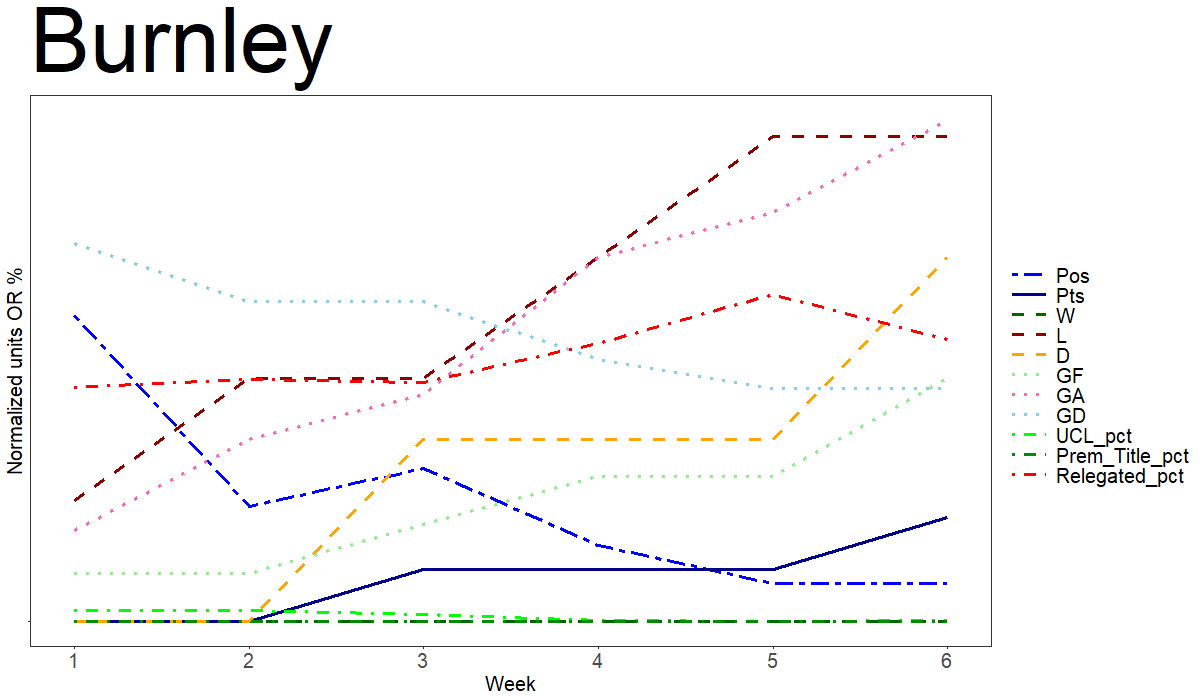 Burnley
Normalized units OR %
1 2 3 4 5 6
Week
Pos
Pts
W
L
D
GF
GA
GD
UCL_pct
Prem_Title_pct
Relegated_pct